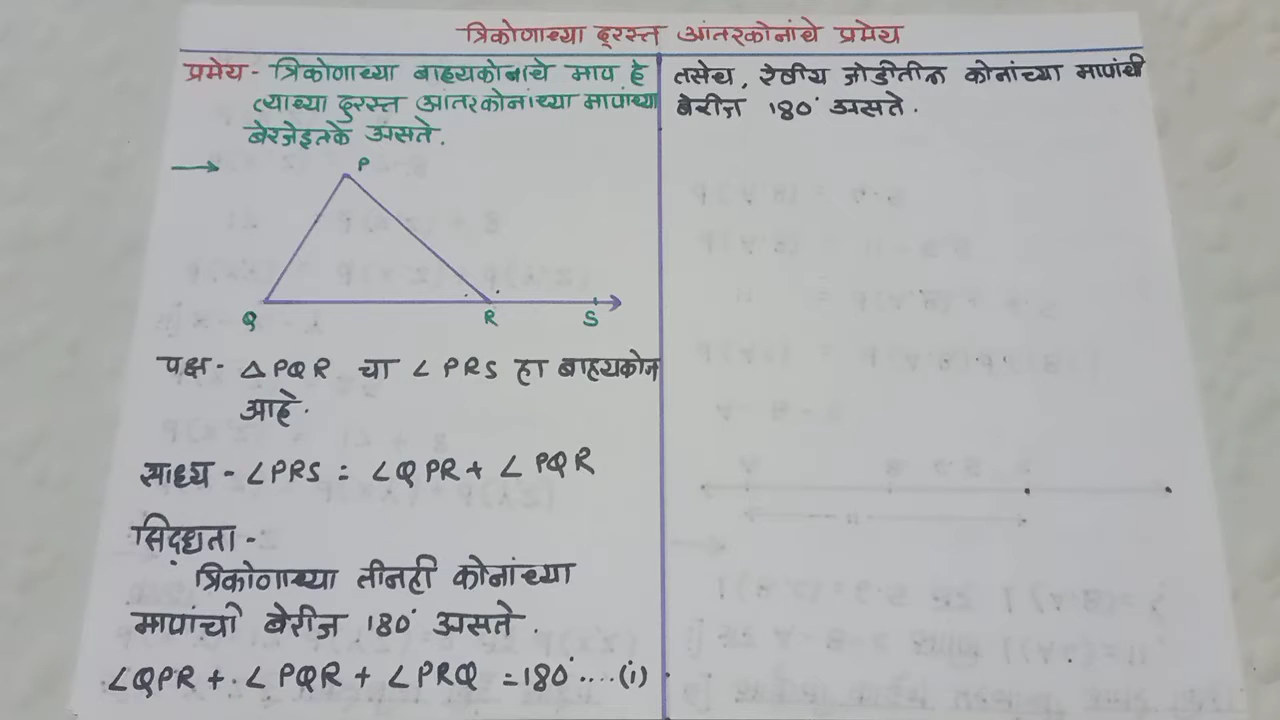 त्रिकोणाच्या दूरस्त आंतरकोनांचे प्रमेय
प्रमेय - त्रिकोणाच्या बाह्यकोनाचे माप हे
त्याच्या दुरस्त आंतरकोनांच्या मापांच्या
बेरजेइतके असते.
P
Q R S
पक्ष - △PQR चा ∠PRS हा बाह्यकोन
आहे.
साध्य - ∠PRS = ∠QPR + ∠PQR
सिद्धता -
त्रिकोणाच्या तीनही कोनांच्या
मापांची बेरीज 180° असते.
∠QPR + ∠PQR + ∠PRQ = 180°....(i)
तसेच, रेषीय जोडीतील कोनांच्या मापांची
बेरीज 180° असते.